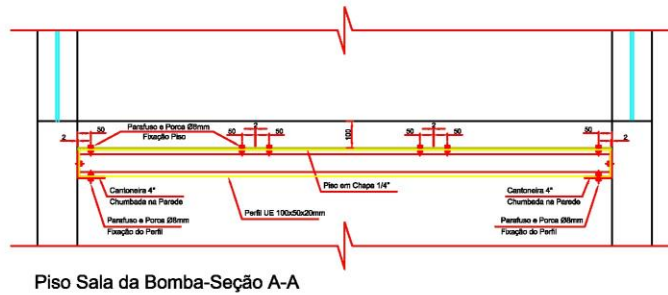 Parafuso e Porca Ø8mm
Fixação Piso
2
50
50
2
50
100
50
2
50
50
2
Piso em Chapa 1/4"
Cantoneira 4"
Chumbada na Parede
Cantoneira 4"
Chumbada na Parede
Perfil UE 100x50x20mm
Parafuso e Porca Ø8mm
Fixação do Perfil
Parafuso e Porca Ø8mm
Fixação do Perfil
Piso Sala da Bomba-Seção A-A